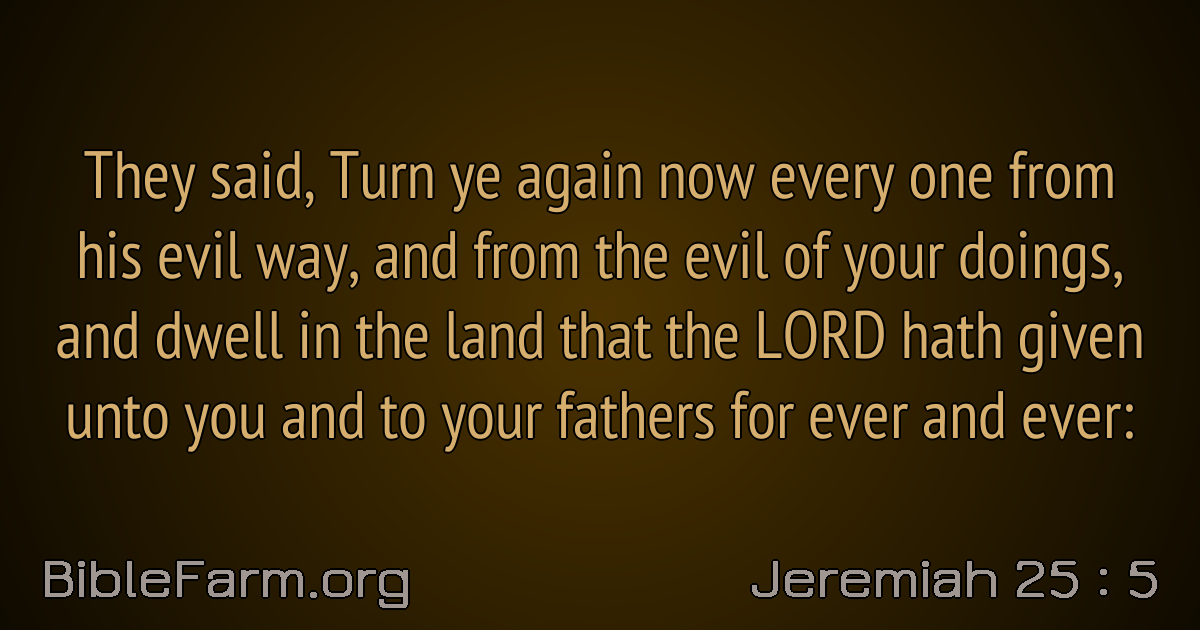 They said, Turn ye again now every one from
his evil way, and from the evil of your doings,
and dwell in the land that the LORD hath given
unto you and to your fathers for ever and ever:
BibleFarm.org
Jeremiah 25 : 5